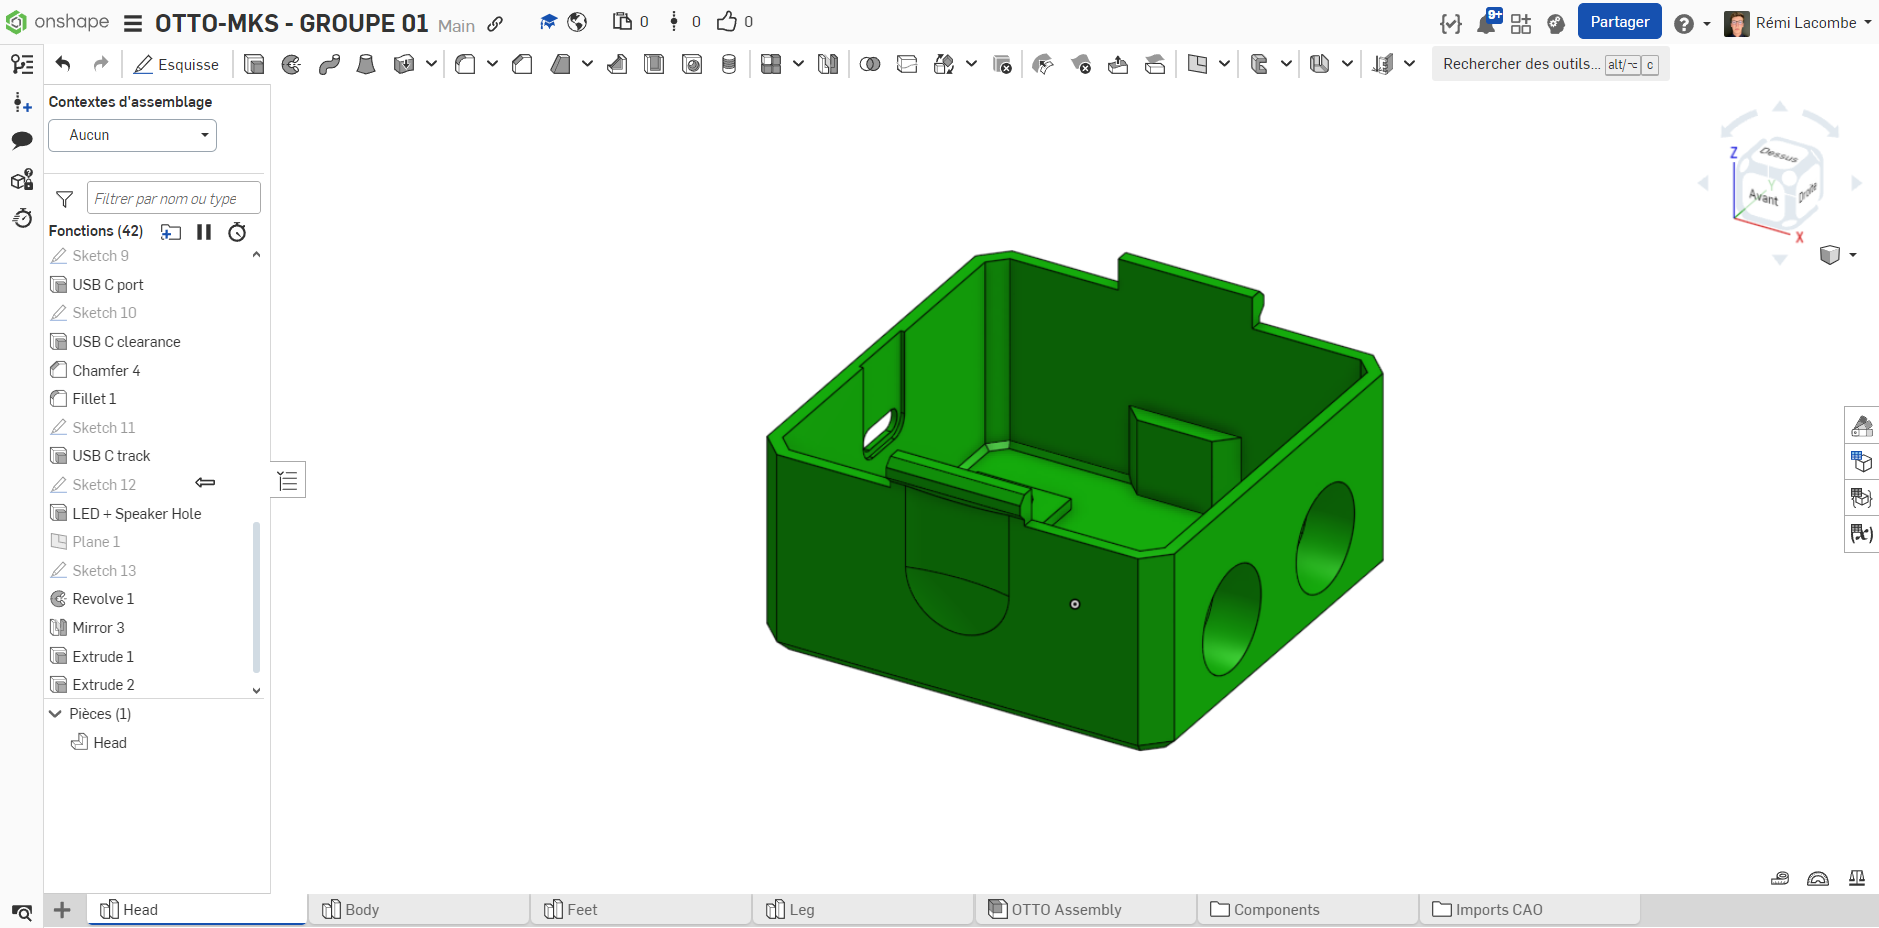 onshape OTTO-MKS - GROUPE 01 Main 0 0 0 9+ Partager Rémi Lacombe
Esquisse Rechercher des outils... alt/⌥ c
Contextes d'assemblage
Aucun
Filtrer par nom ou type
Fonctions (42)
Sketch 9
USB C port
Sketch 10
USB C clearance
Chamfer 4
Fillet 1
Sketch 11
USB C track
Sketch 12
LED + Speaker Hole
Plane 1
Sketch 13
Revolve 1
Mirror 3
Extrude 1
Extrude 2
Pièces (1)
Head
Z
Dessus
Y
Avant
Droite
X
(x)
Head Body Feet Leg OTTO Assembly Components Imports CAO